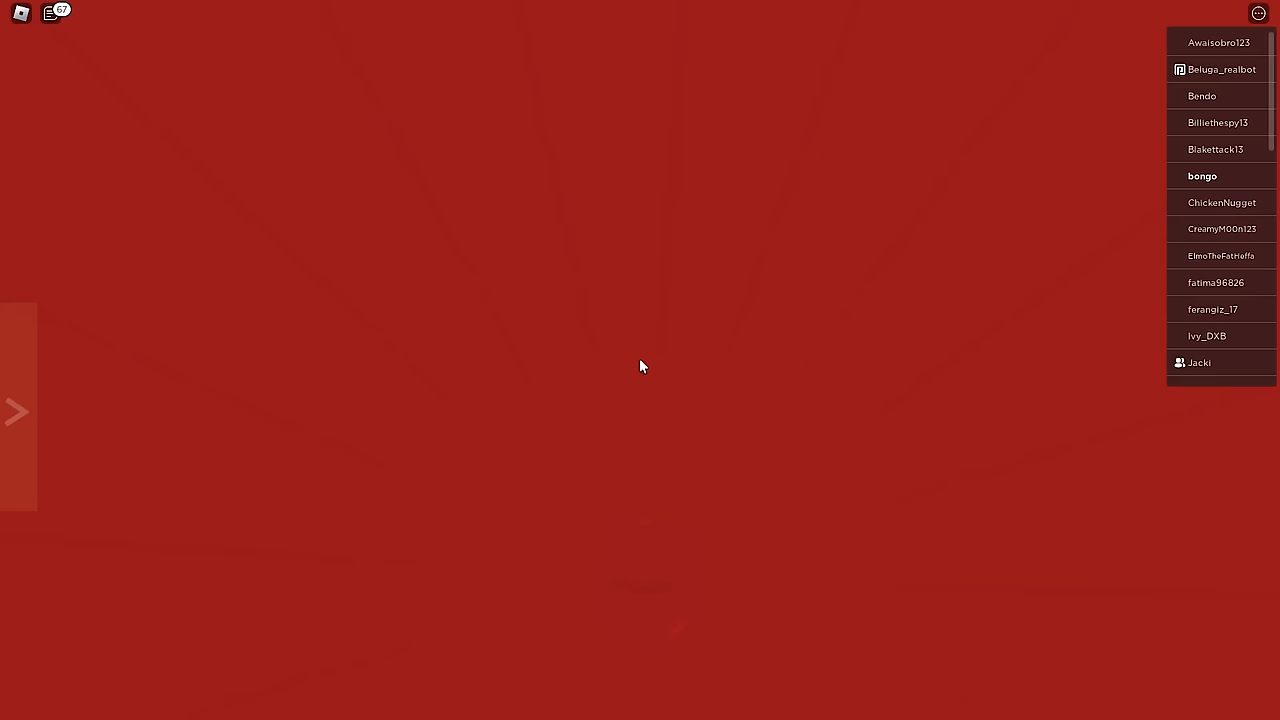 67
Awaisobro123
Beluga_realbot
Bendo
Billiethespy13
Blakettack13
bongo
ChickenNugget
CreamyM00n123
ElmoTheFatHeffa
fatima96826
ferangiz_17
Ivy_DXB
Jacki